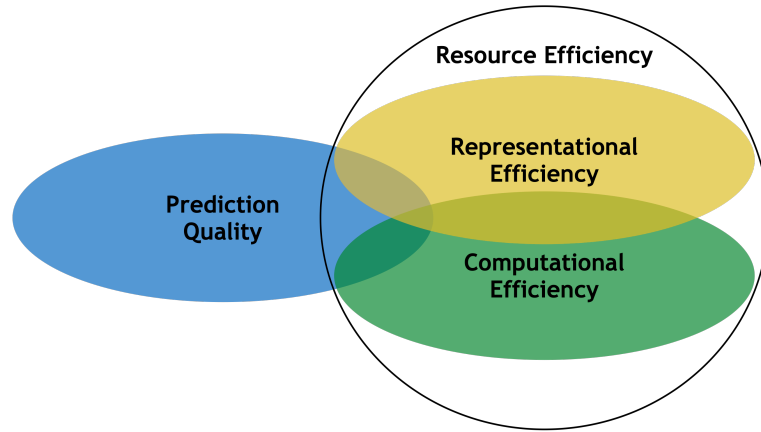 Resource Efficiency
Representational
Efficiency
Prediction
Quality
Computational
Efficiency